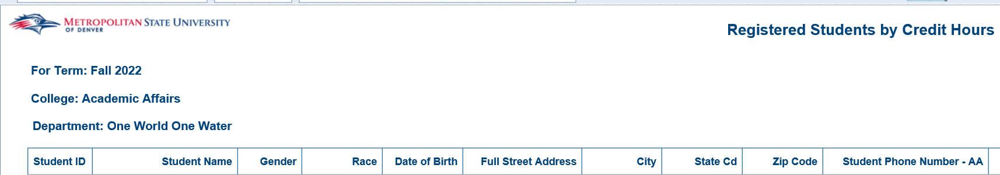 METROPOLITAN STATE UNIVERSITY
OF DENVER
Registered Students by Credit Hours
For Term: Fall 2022
College: Academic Affairs
Department: One World One Water
Student ID Student Name Gender Race Date of Birth Full Street Address City State Cd Zip Code Student Phone Number - AA